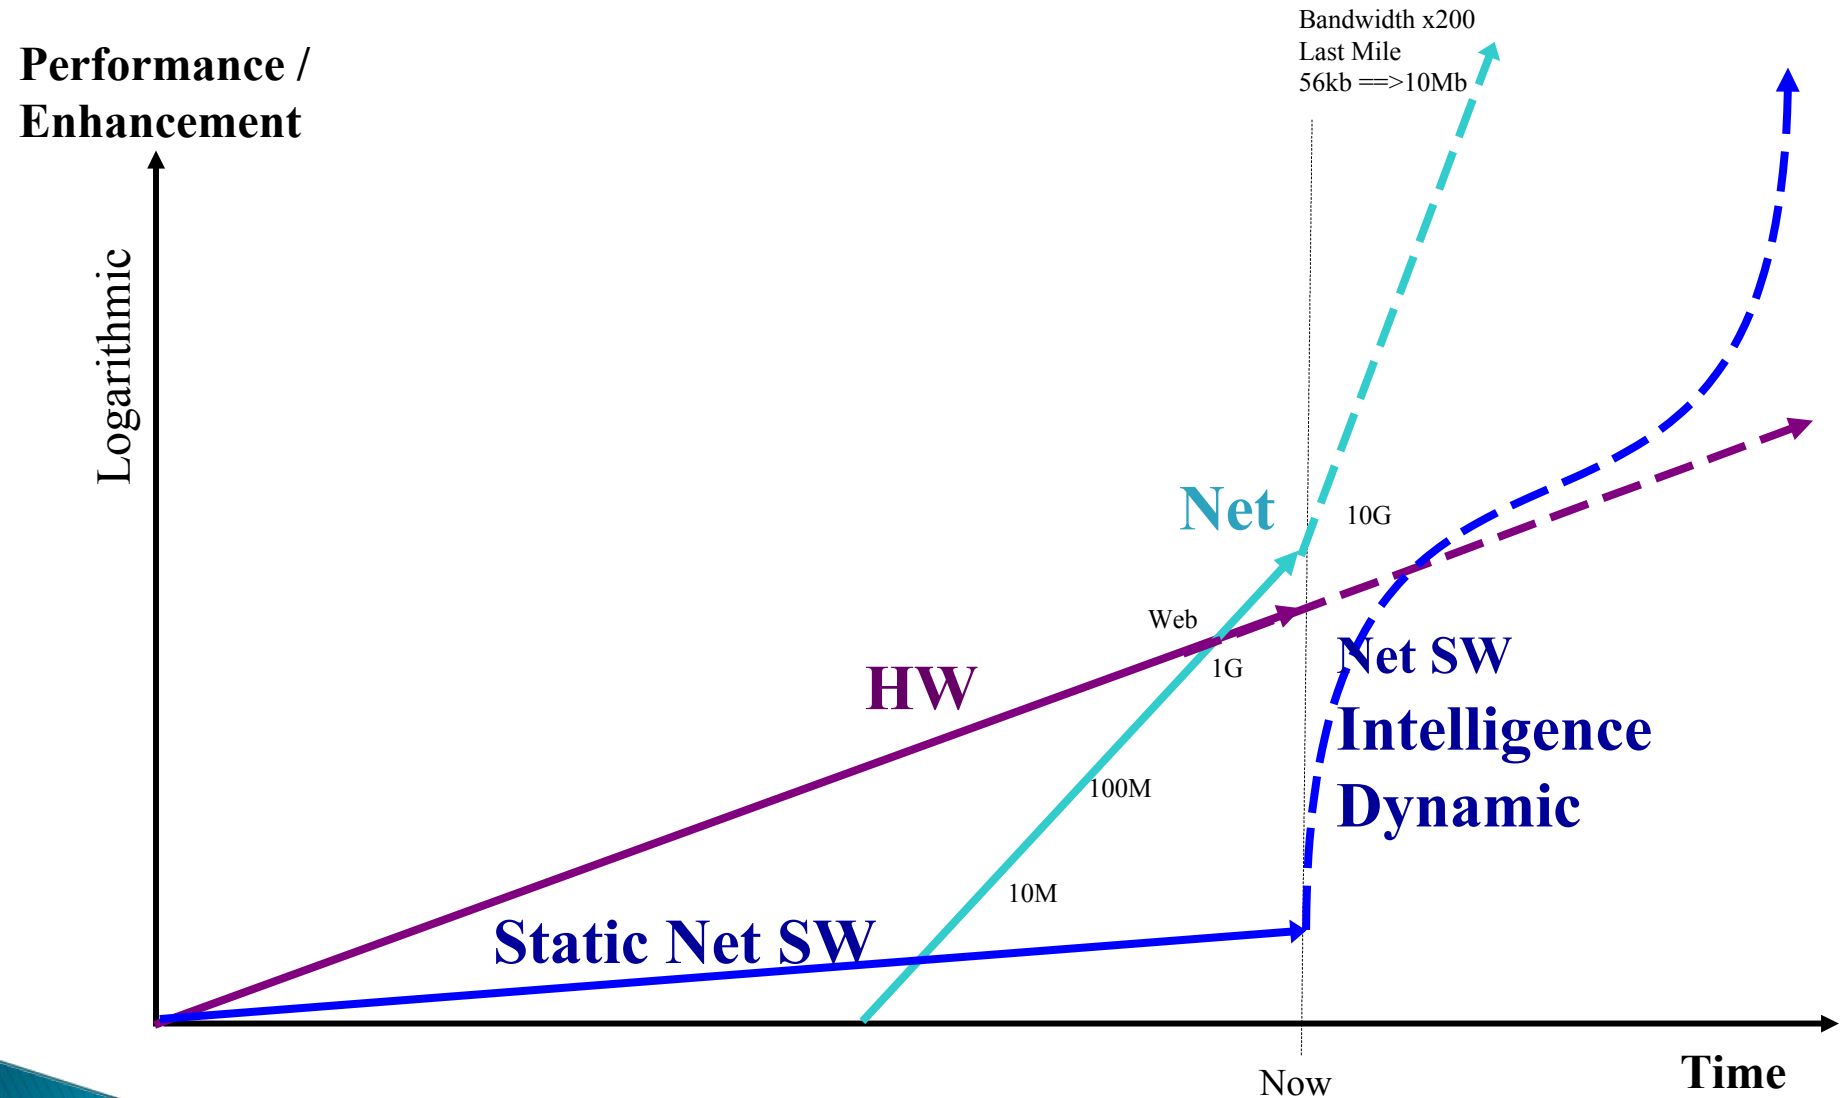 Bandwidth x200
Last Mile
56kb ==>10Mb
Performance /
Enhancement
Logarithmic
Net
10G
Web
1G
HW
Net SW
Intelligence
Dynamic
100M
10M
Static Net SW
Now
Time